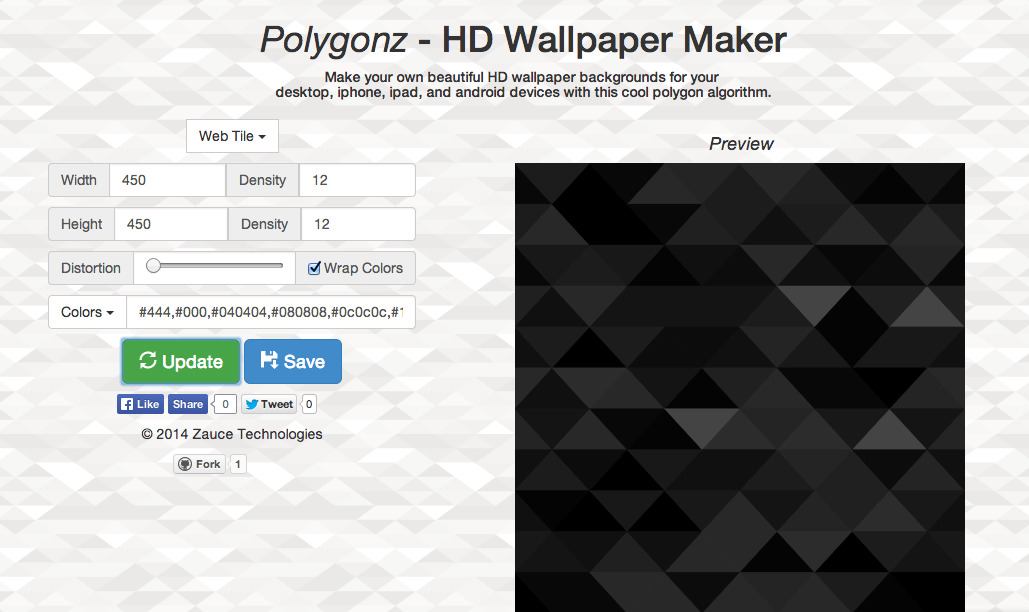 Polygonz - HD Wallpaper Maker
Make your own beautiful HD wallpaper backgrounds for your
desktop, iphone, ipad, and android devices with this cool polygon algorithm.
Web Tile
Preview
Width 450 Density 12
Height 450 Density 12
Distortion Wrap Colors
Colors #444,#000,#040404,#080808,#0c0c0c,#1
Update Save
Like Share 0 Tweet 0
© 2014 Zauce Technologies
Fork 1